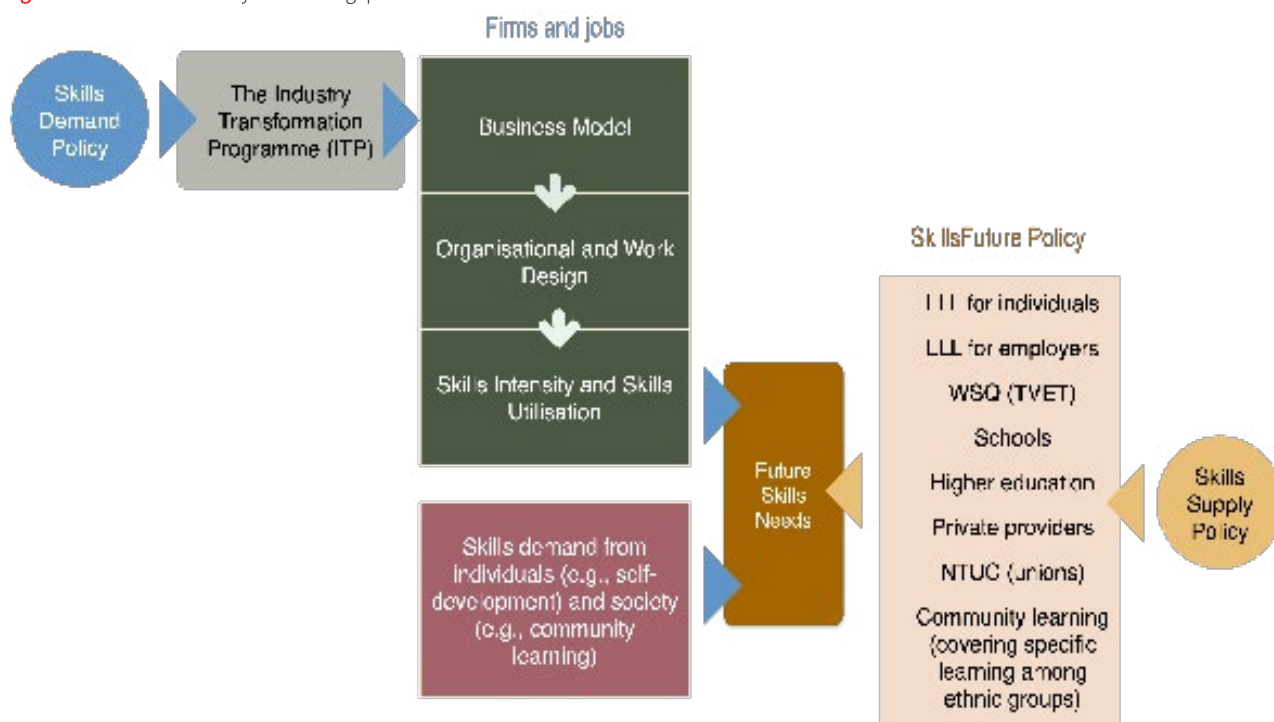 Firms and jobs
Skills
Demand
Policy
The Industry
Transformation
Programme (ITP)
Business Model
Organisational and Work
Design
Skills Intensity and Skills
Utilisation
Skills demand from
individuals (e.g., self-
development) and society
(e.g., community
learning)
Future
Skills
Needs
SkillsFuture Policy
LLL for individuals
LLL for employers
WSQ (TVET)
Schools
Higher education
Private providers
NTUC (unions)
Community learning
(covering specific
learning among
ethnic groups)
Skills
Supply
Policy